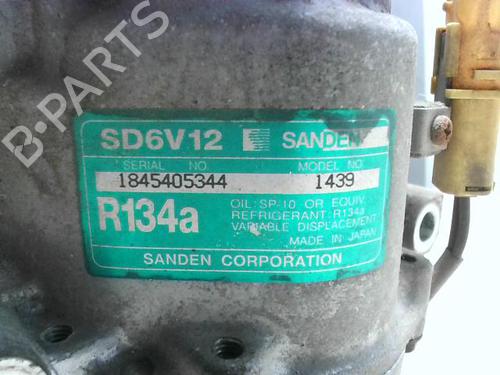 B-PARTS
SD6V12 SANDEN
SERIAL NO. MODEL NO.
1845405344 1439
R134a
OIL: SP-10 OR EQUIV.
REFRIGERANT: R134a
VARIABLE DISPLACEMENT
MADE IN JAPAN
SANDEN CORPORATION